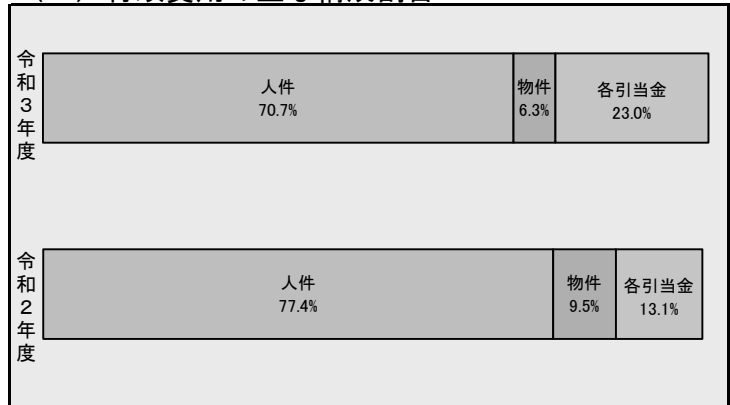 令和３年度
人件
70.7%
物件
6.3%
各引当金
23.0%
令和２年度
人件
77.4%
物件
9.5%
各引当金
13.1%